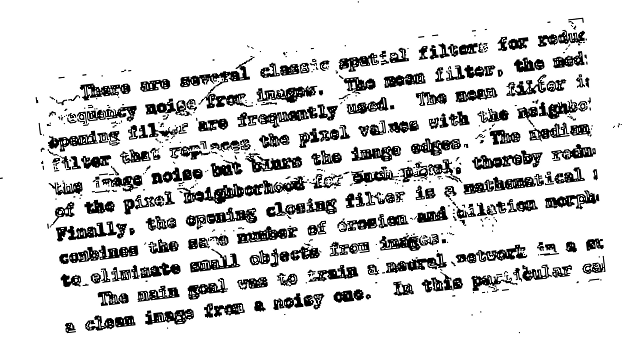 There are several classic spatial filters for reduc
equency noise from images. The mean filter, the med
opening filter are frequently used. The mean filter i
filter that replaces the pixel values with the neighbo
the image noise but blurs the image edges. The median
of the pixel neighborhood for each pixel, thereby redu
Finally, the opening closing filter is a mathematical
combines the same number of erosion and dilation morph
to eliminate small objects from images.
The main goal was to train a neural network in a su
a clean image from a noisy one. In this particular ca